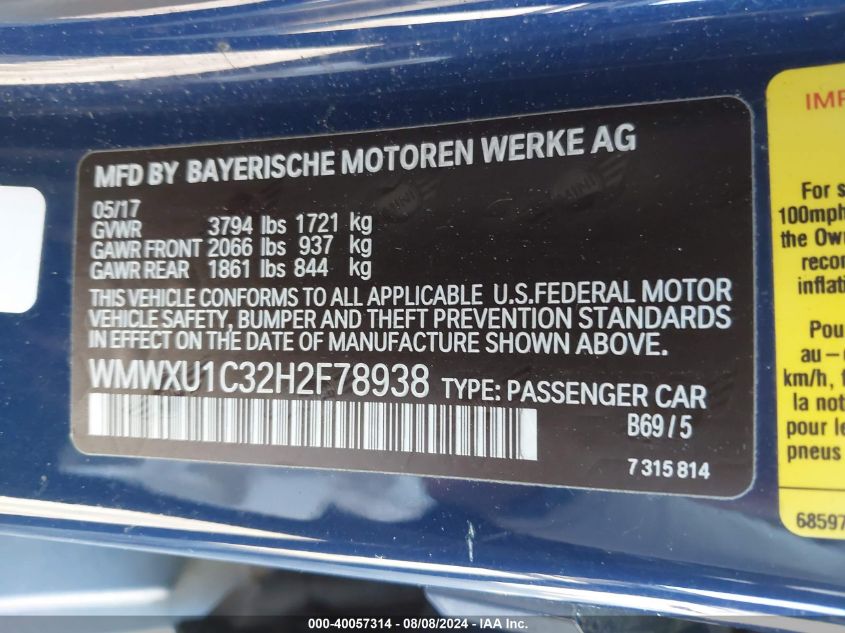 MFD BY BAYERISCHE MOTOREN WERKE AG
05/17
GVWR 3794 lbs 1721 kg
GAWR FRONT 2066 lbs 937 kg
GAWR REAR 1861 lbs 844 kg
THIS VEHICLE CONFORMS TO ALL APPLICABLE U.S.FEDERAL MOTOR
VEHICLE SAFETY, BUMPER AND THEFT PREVENTION STANDARDS
IN EFFECT ON THE DATE OF MANUFACTURE SHOWN ABOVE.
WMWXU1C32H2F78938 TYPE: PASSENGER CAR
B69/5
7 315 814
IMP
For s
100mph
the Own
recon
inflati
Pou
au-
km/h, f
la not
pour le
pneus
68597
000-40057314 - 08/08/2024 - IAAI.COM